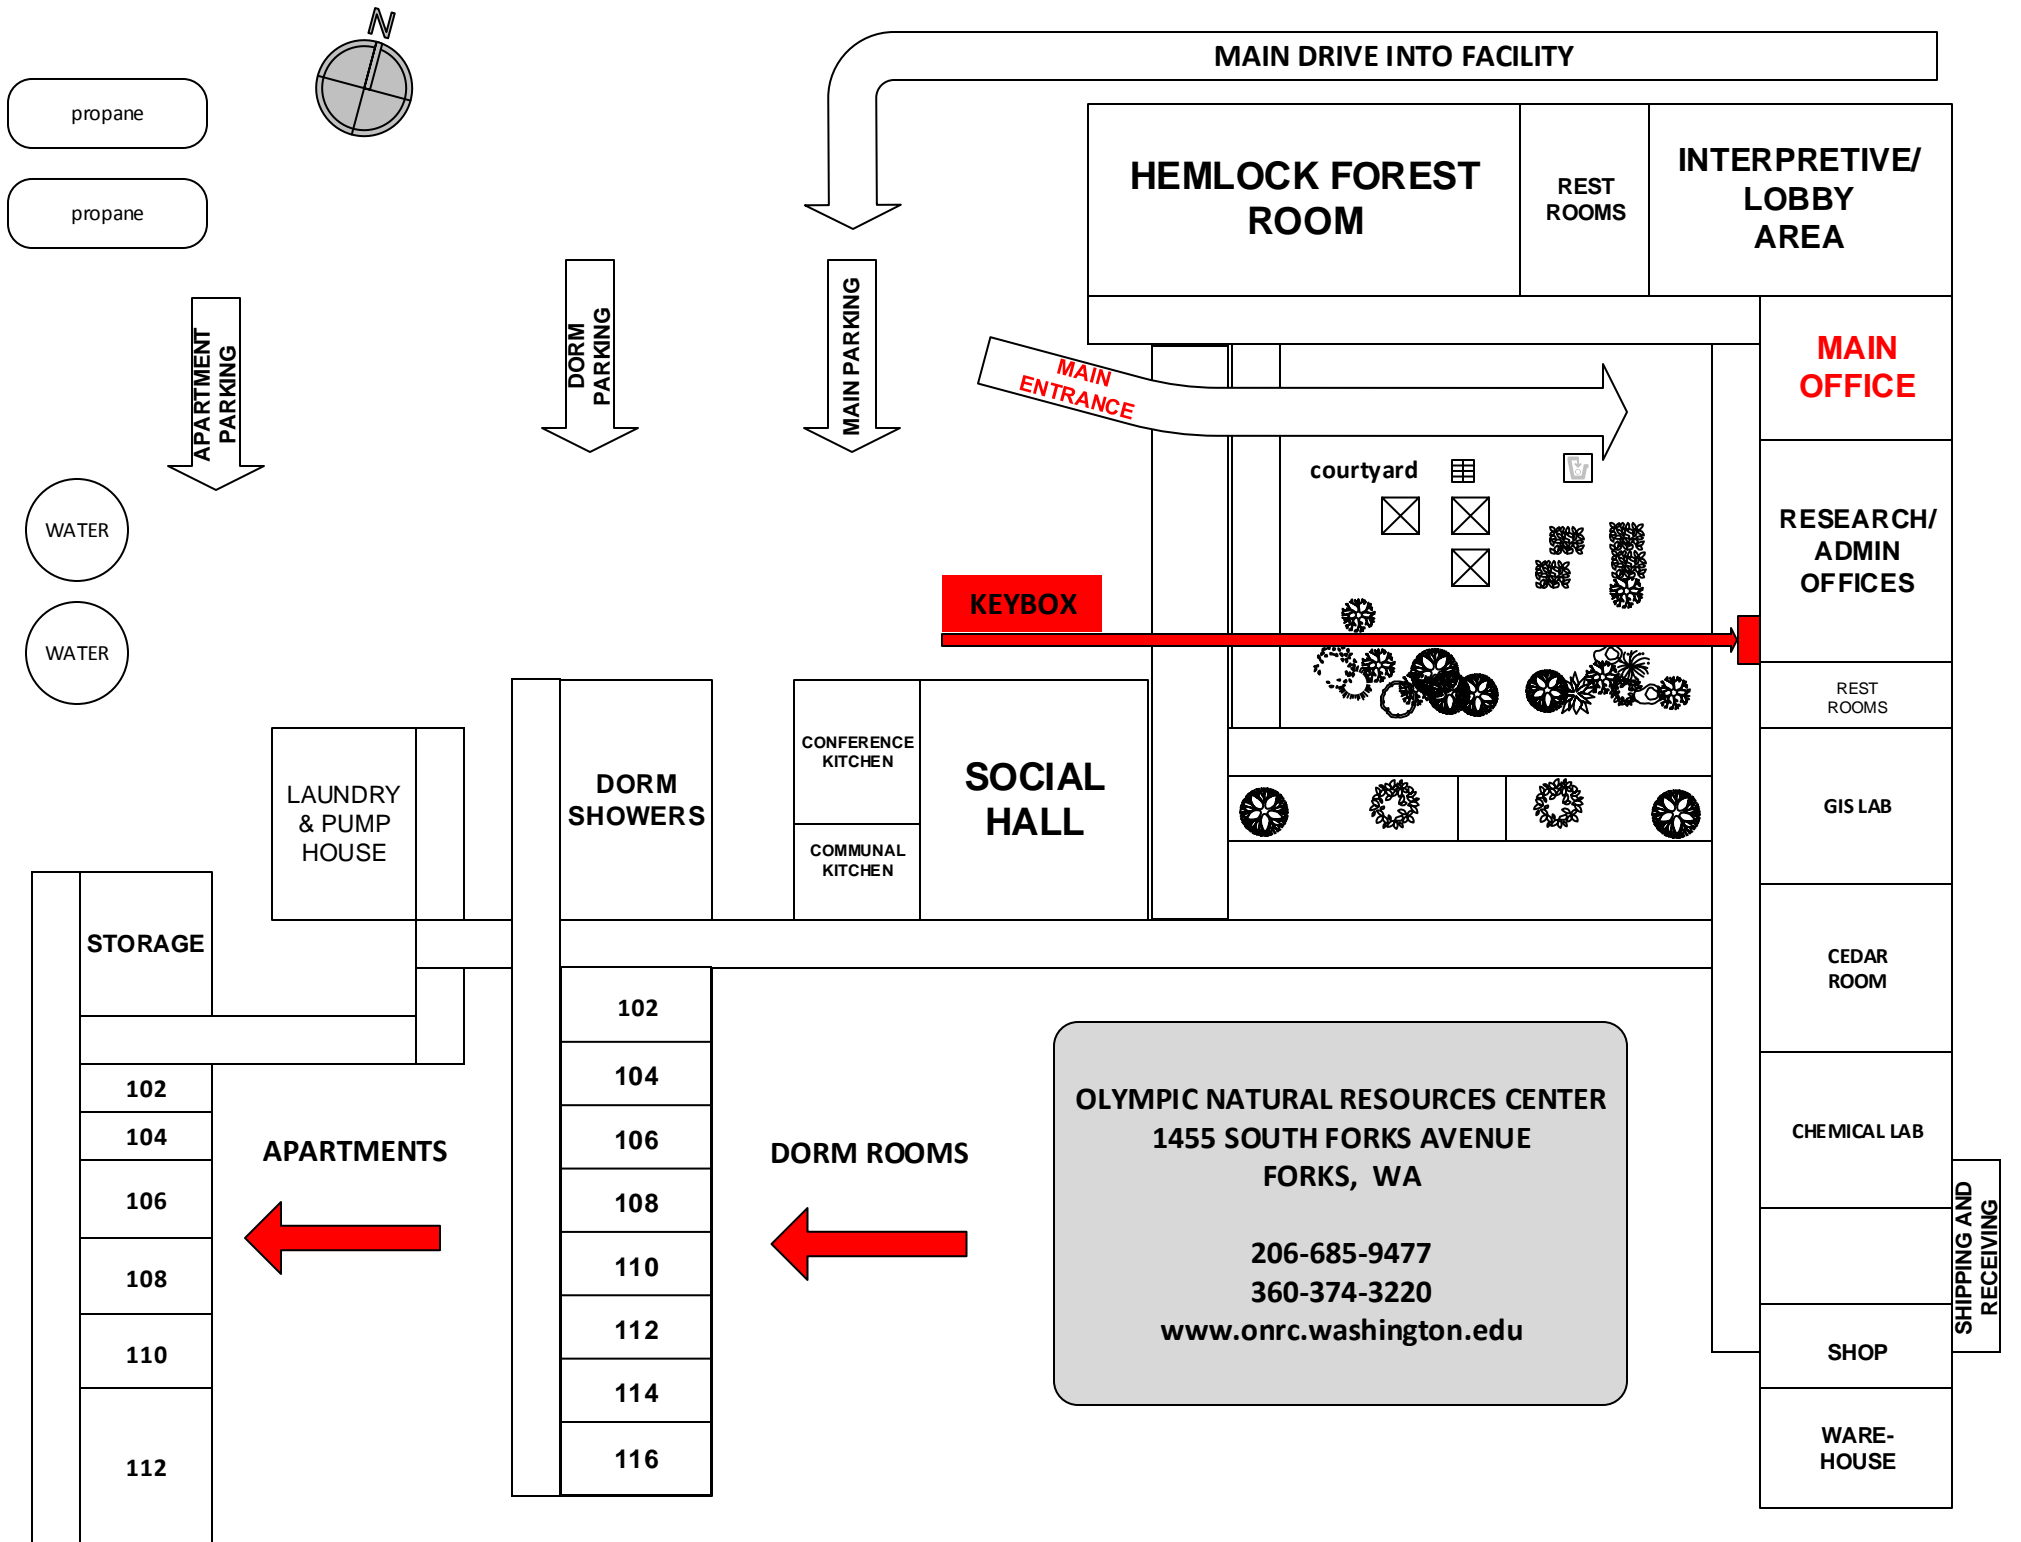 N
MAIN DRIVE INTO FACILITY
propane
propane
HEMLOCK FOREST
ROOM
REST
ROOMS
INTERPRETIVE/
LOBBY
AREA
APARTMENT
PARKING
DORM
PARKING
MAIN PARKING
MAIN
ENTRANCE
MAIN
OFFICE
courtyard
WATER
WATER
RESEARCH/
ADMIN
OFFICES
KEYBOX
REST
ROOMS
LAUNDRY
& PUMP
HOUSE
DORM
SHOWERS
CONFERENCE
KITCHEN
COMMUNAL
KITCHEN
SOCIAL
HALL
GIS LAB
STORAGE
CEDAR
ROOM
102
104
106
108
110
112
APARTMENTS
102
104
106
108
110
112
114
116
DORM ROOMS
OLYMPIC NATURAL RESOURCES CENTER
1455 SOUTH FORKS AVENUE
FORKS, WA
206-685-9477
360-374-3220
www.onrc.washington.edu
CHEMICAL LAB
SHIPPING AND
RECEIVING
SHOP
WARE-
HOUSE